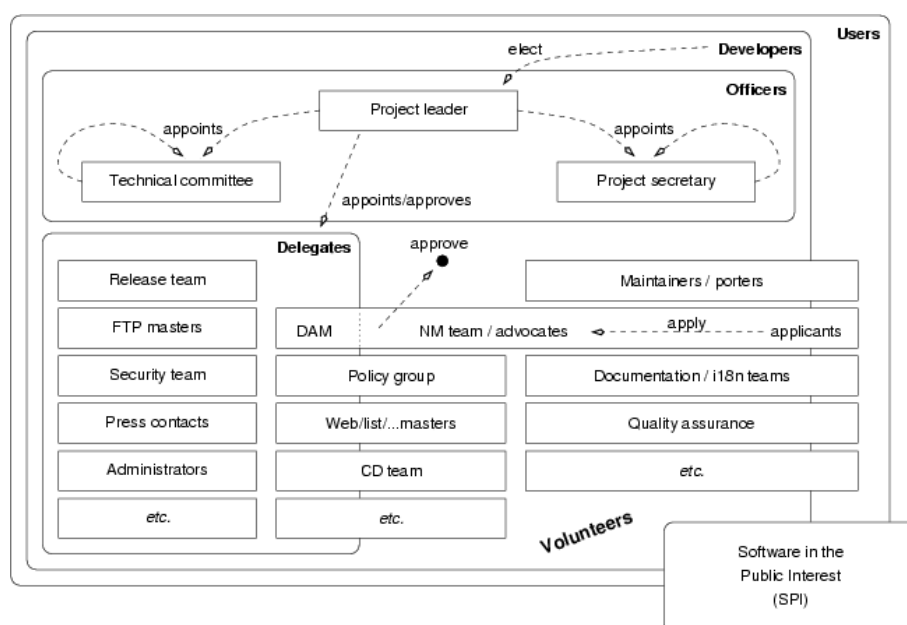 Users
Developers
elect
Officers
Project leader
appoints
appoints
Technical committee
Project secretary
appoints/approves
Delegates
approve
Release team
Maintainers / porters
FTP masters
DAM
NM team / advocates
apply
applicants
Security team
Policy group
Documentation / i18n teams
Press contacts
Web/list/...masters
Quality assurance
Administrators
CD team
etc.
etc.
etc.
Volunteers
Software in the
Public Interest
(SPI)